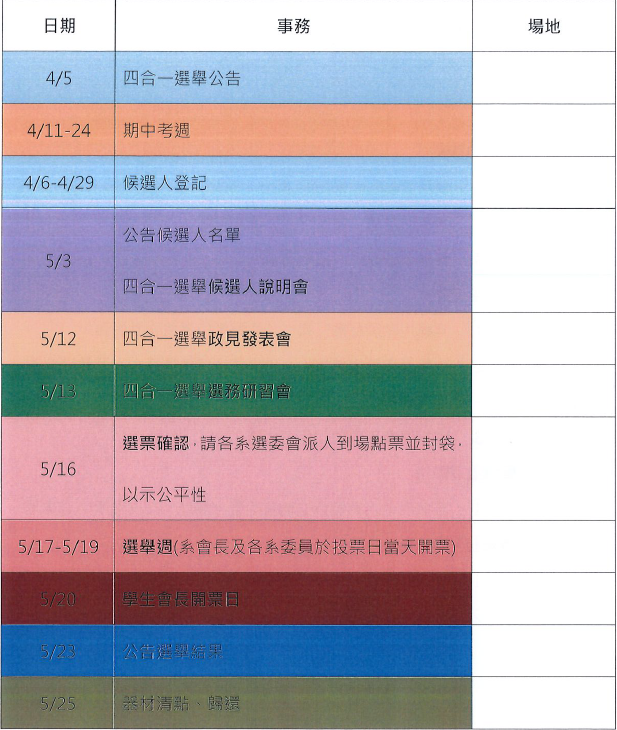 日期 事務 場地
4/5 四合一選舉公告
4/11-24 期中考週
4/6-4/29 候選人登記
5/3 公告候選人名單
四合一選舉候選人說明會
5/12 四合一選舉政見發表會
5/13 四合一選舉選務研習會
5/16 選票確認，請各系選委會派人到場點票並封袋，
以示公平性
5/17-5/19 選舉週(系會長及各系委員於投票日當天開票)
5/20 學生會長開票日
5/23 公告選舉結果
5/25 器材清點、歸還